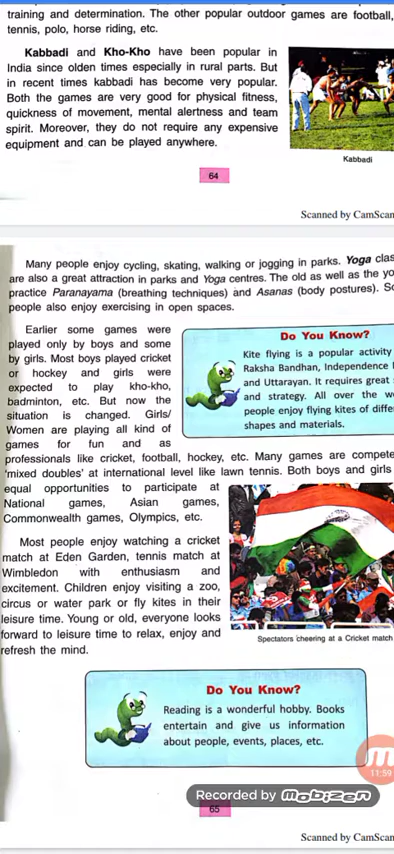 training and determination. The other popular outdoor games are football,
tennis, polo, horse riding, etc.
Kabbadi and Kho-Kho have been popular in
India since olden times especially in rural parts. But
in recent times kabbadi has become very popular.
Both the games are very good for physical fitness,
quickness of movement, mental alertness and team
spirit. Moreover, they do not require any expensive
equipment and can be played anywhere.
Kabbadi
64
Scanned by CamScan
Many people enjoy cycling, skating, walking or jogging in parks. Yoga clas
are also a great attraction in parks and Yoga centres. The old as well as the yo
practice Paranayama (breathing techniques) and Asanas (body postures). So
people also enjoy exercising in open spaces.
Earlier some games were
played only by boys and some
by girls. Most boys played cricket
or hockey and girls were
expected to play kho-kho,
badminton, etc. But now the
situation is changed. Girls/
Women are playing all kind of
games for fun and as
professionals like cricket, football, hockey, etc. Many games are compete
'mixed doubles' at international level like lawn tennis. Both boys and girls
equal opportunities to participate at
National games, Asian games,
Commonwealth games, Olympics, etc.
Do You Know?
Kite flying is a popular activity
Raksha Bandhan, Independence
and Uttarayan. It requires great
and strategy. All over the w
people enjoy flying kites of diffe
shapes and materials.
Most people enjoy watching a cricket
match at Eden Garden, tennis match at
Wimbledon with enthusiasm and
excitement. Children enjoy visiting a zoo,
circus or water park or fly kites in their
leisure time. Young or old, everyone looks
forward to leisure time to relax, enjoy and
refresh the mind.
Spectators cheering at a Cricket match
Do You Know?
Reading is a wonderful hobby. Books
entertain and give us information
about people, events, places, etc.
11:59
Recorded by mobizen
65
Scanned by CamScan